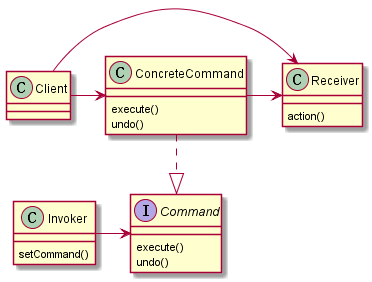 C Client
C ConcreteCommand
execute()
undo()
C Receiver
action()
C Invoker
setCommand()
I Command
execute()
undo()